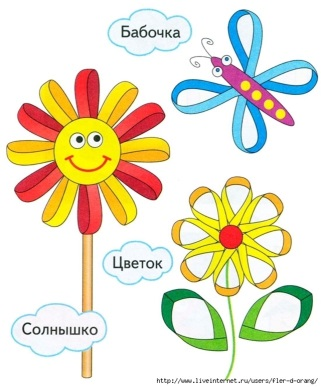 Бабочка
Цветок
Солнышко
http://www.liveinternet.ru/users/fler-d-orang/